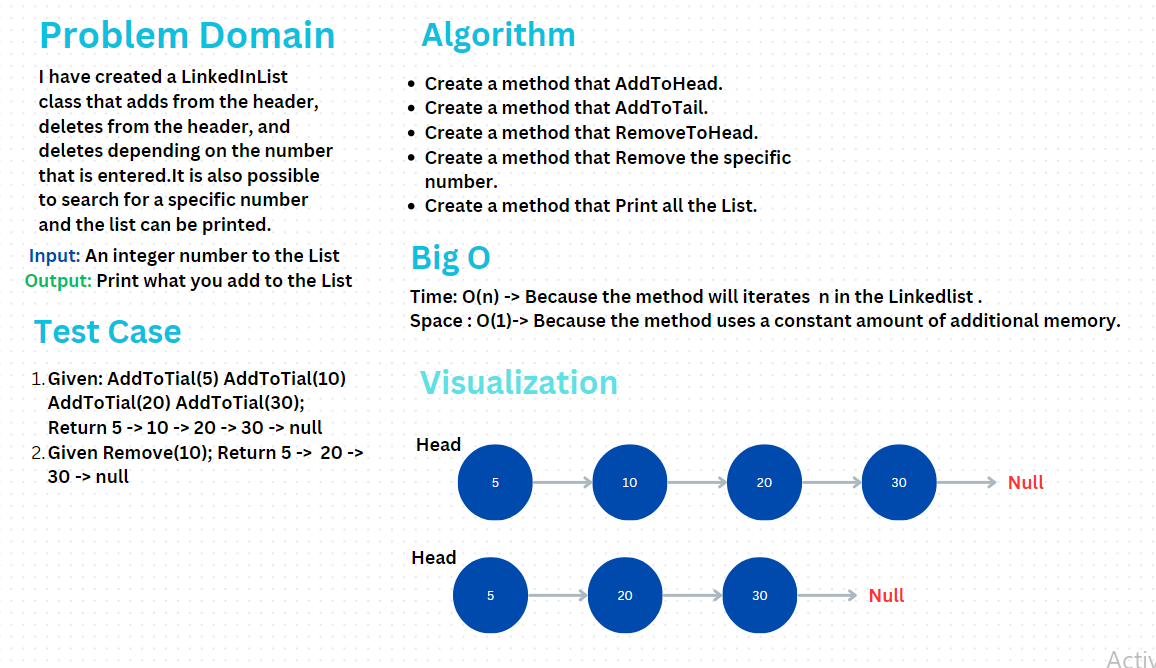 Problem Domain
I have created a LinkedInList
class that adds from the header,
deletes from the header, and
deletes depending on the number
that is entered.It is also possible
to search for a specific number
and the list can be printed.
Input: An integer number to the List
Output: Print what you add to the List
Test Case
1. Given: AddToTial(5) AddToTial(10)
AddToTial(20) AddToTial(30);
Return 5 -> 10 -> 20 -> 30 -> null
2. Given Remove(10); Return 5 -> 20 ->
30 -> null
Algorithm
• Create a method that AddToHead.
• Create a method that AddToTail.
• Create a method that RemoveToHead.
• Create a method that Remove the specific
number.
• Create a method that Print all the List.
Big O
Time: O(n) -> Because the method will iterates n in the Linkedlist .
Space : O(1)-> Because the method uses a constant amount of additional memory.
Visualization
Head
5 10 20 30 Null
Head
5 20 30 Null
Activ